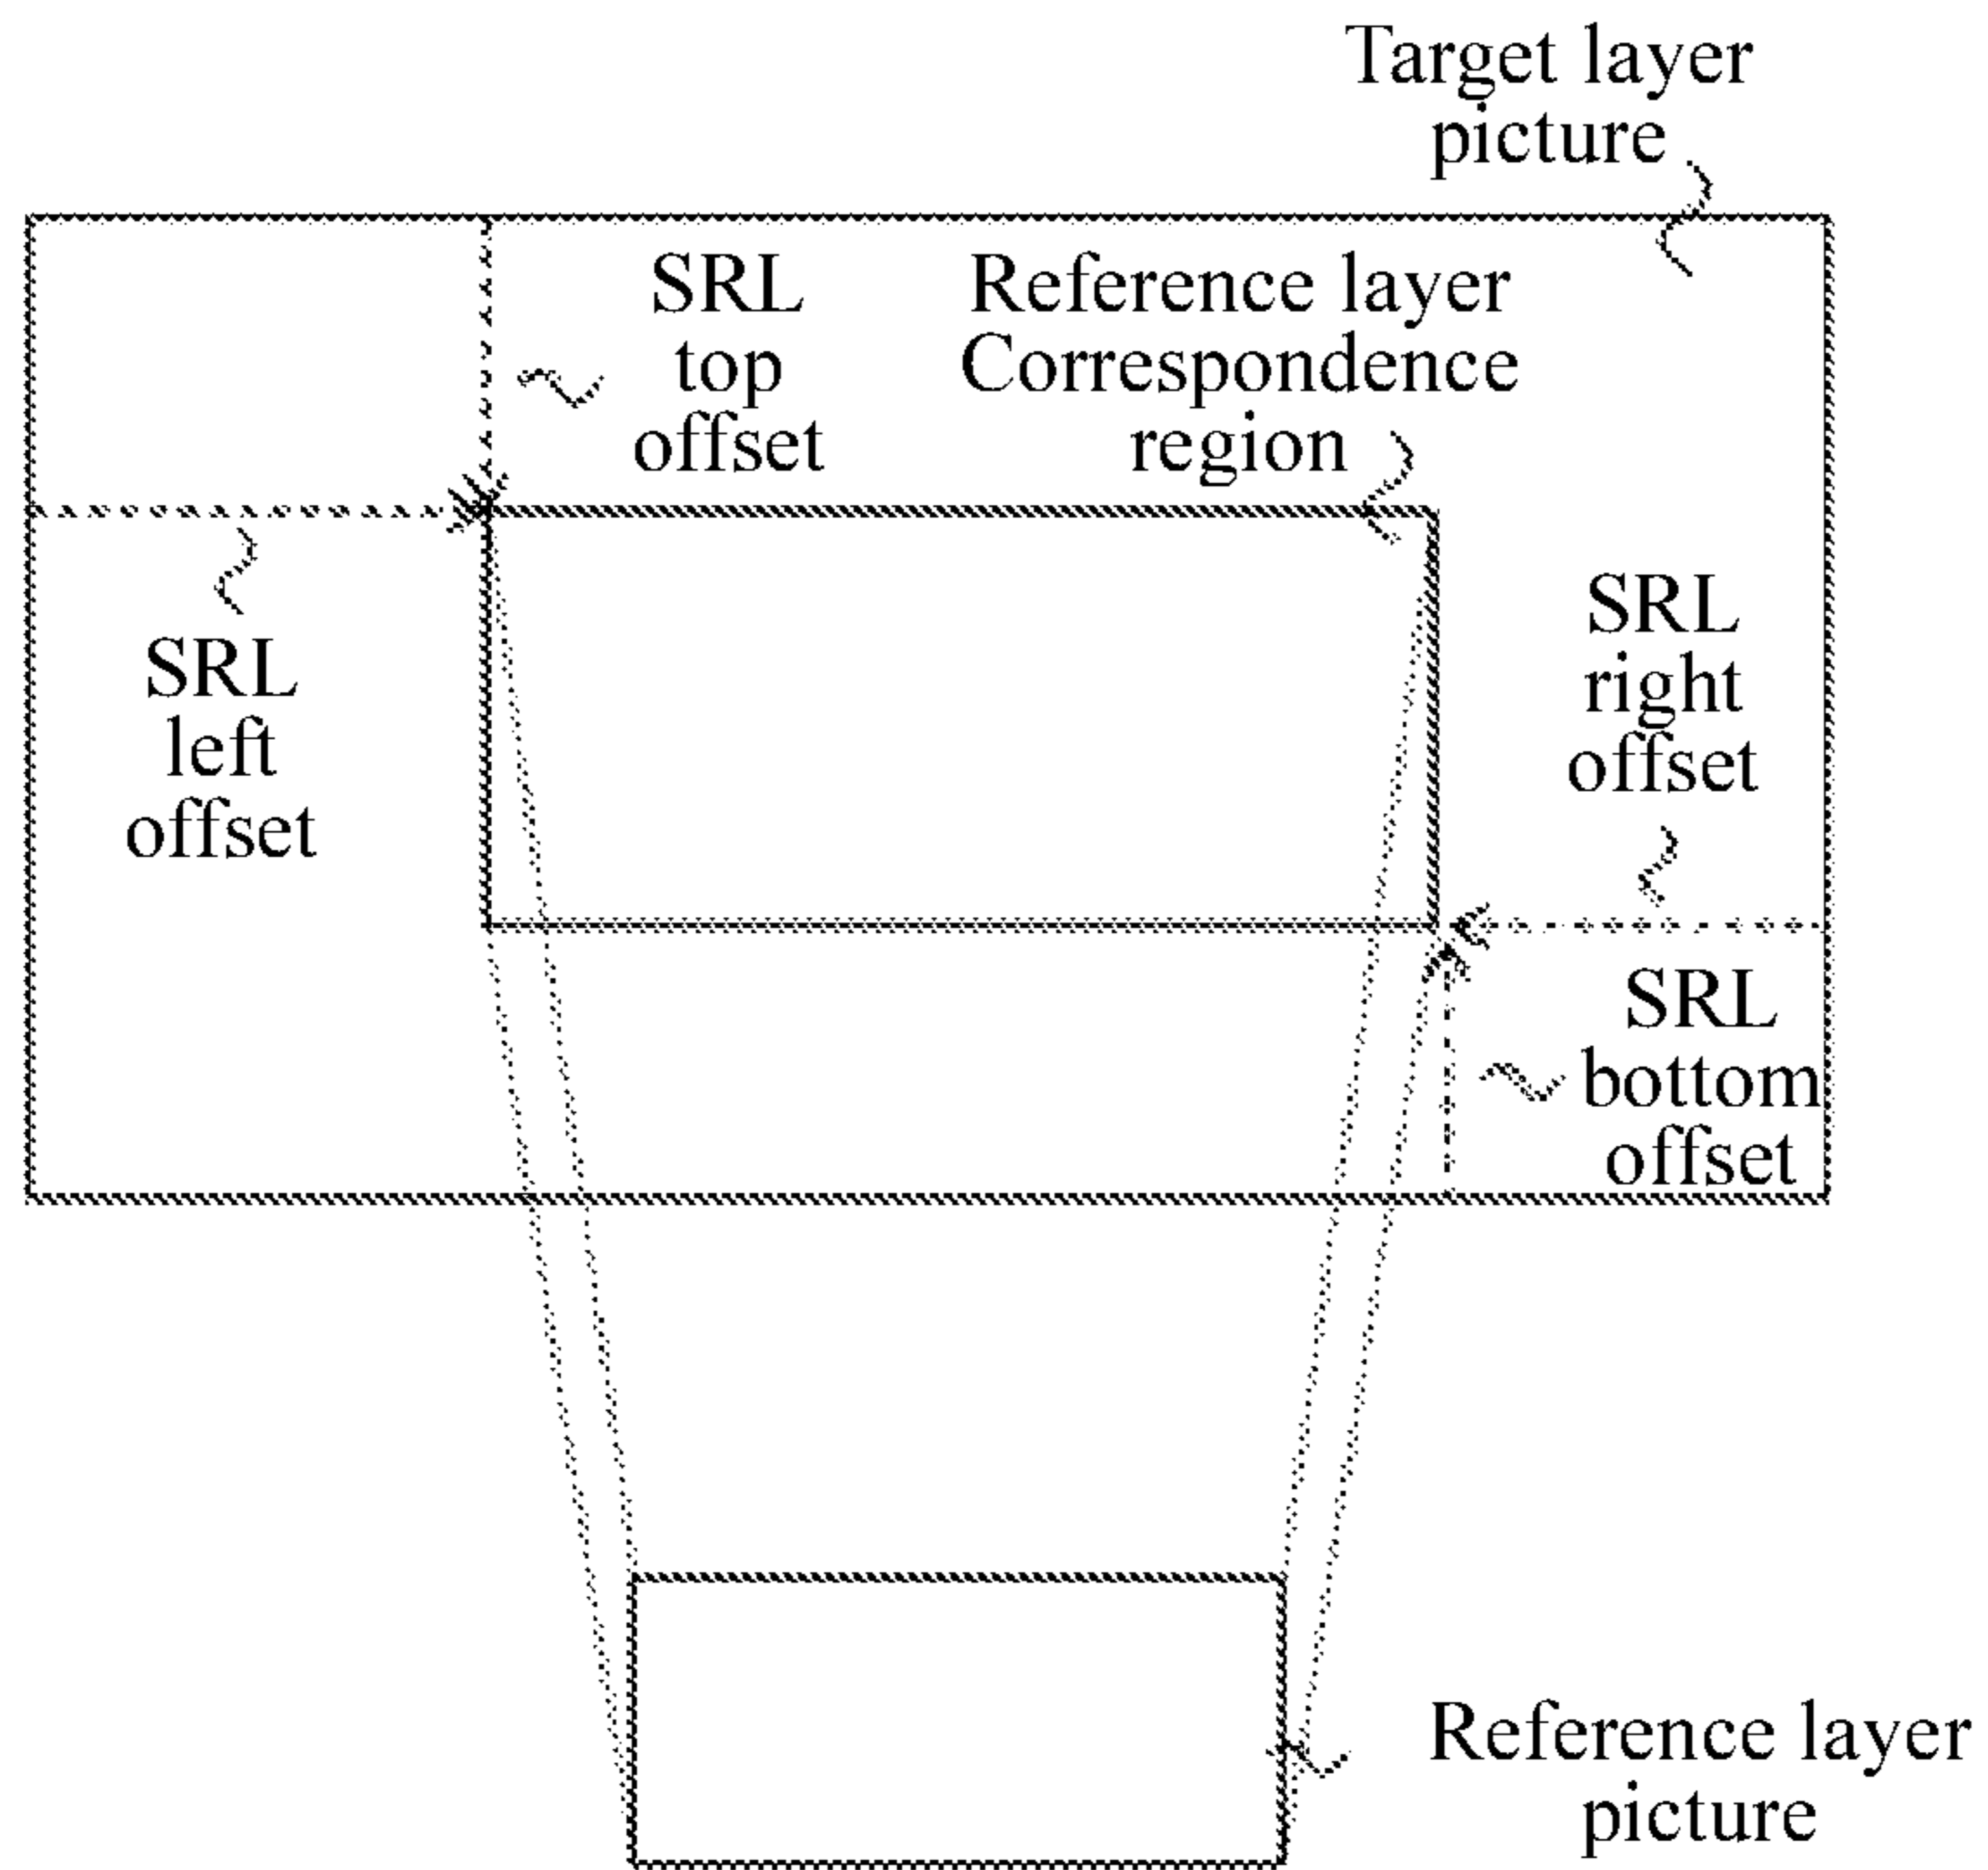 Target layer
picture
SRL
top
offset
Reference layer
Correspondence
region
SRL
left
offset
SRL
right
offset
SRL
bottom
offset
Reference layer
picture